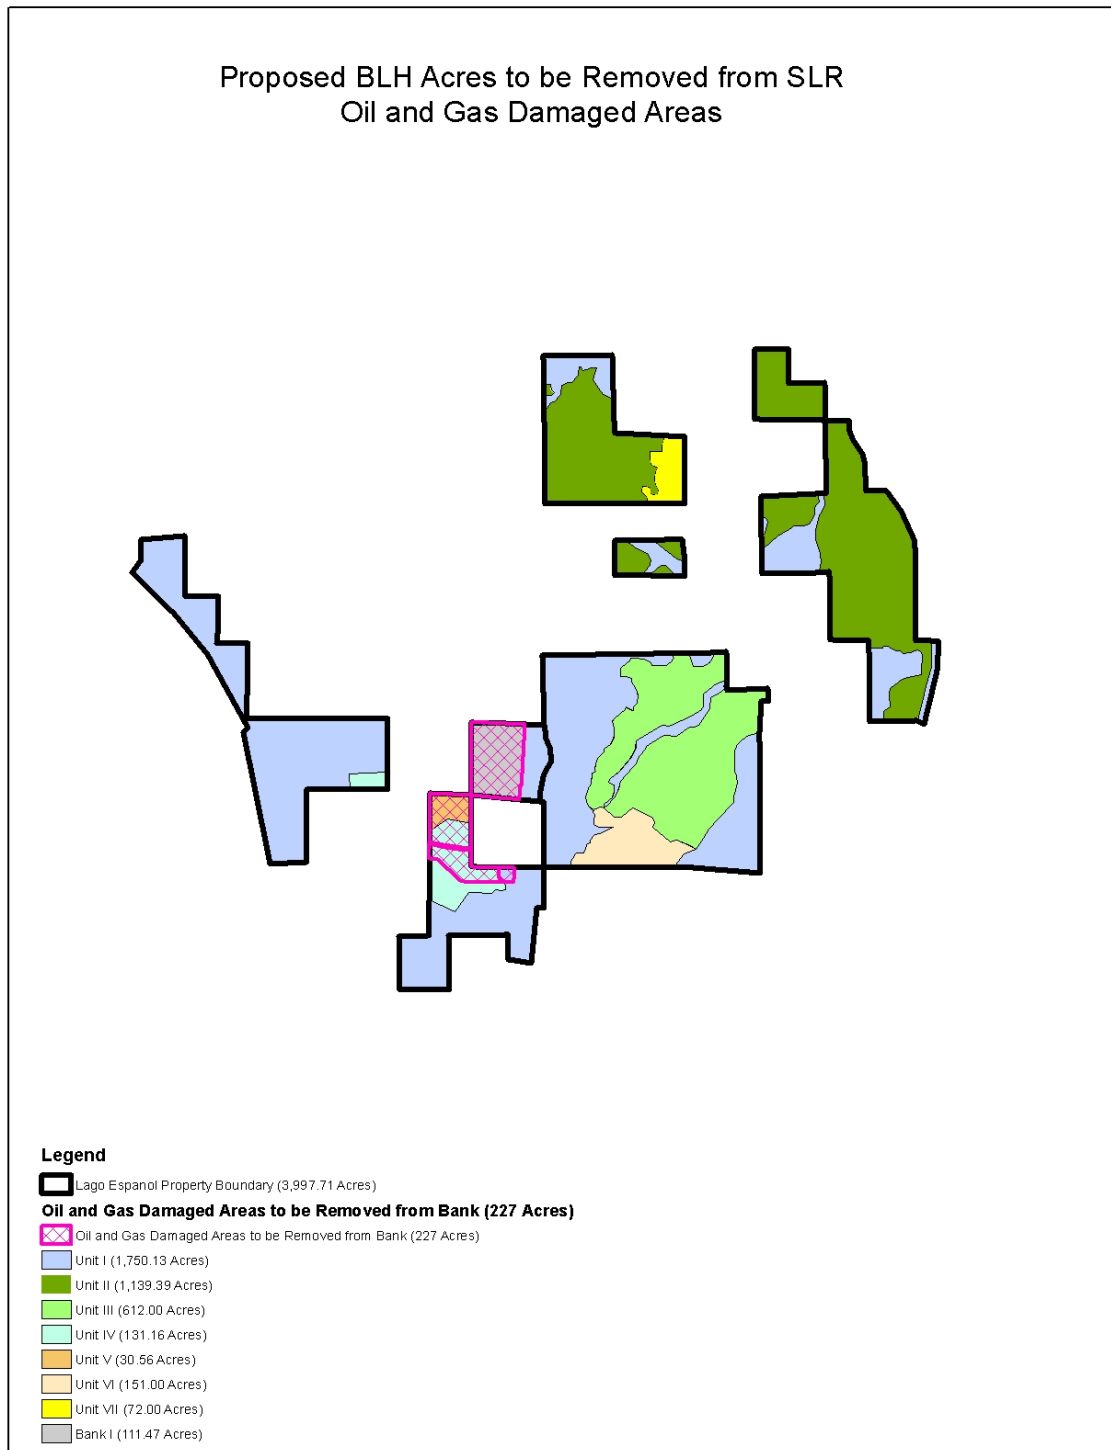 Proposed BLH Acres to be Removed from SLR
Oil and Gas Damaged Areas
Legend
Lago Espanol Property Boundary (3,997.71 Acres)
Oil and Gas Damaged Areas to be Removed from Bank (227 Acres)
Oil and Gas Damaged Areas to be Removed from Bank (227 Acres)
Unit I (1,750.13 Acres)
Unit II (1,139.39 Acres)
Unit III (612.00 Acres)
Unit IV (131.16 Acres)
Unit V (30.56 Acres)
Unit VI (151.00 Acres)
Unit VII (72.00 Acres)
Bank I (111.47 Acres)